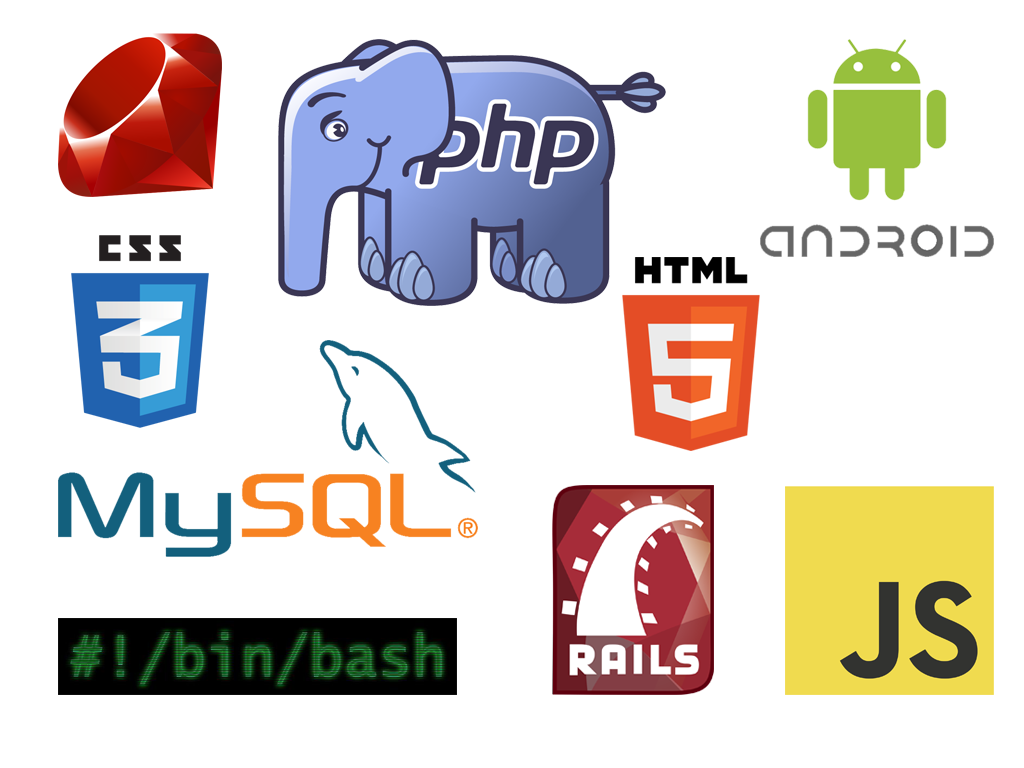 php
ANDROID
CSS
3
HTML
5
MySQL®
RAILS
JS
#!/bin/bash